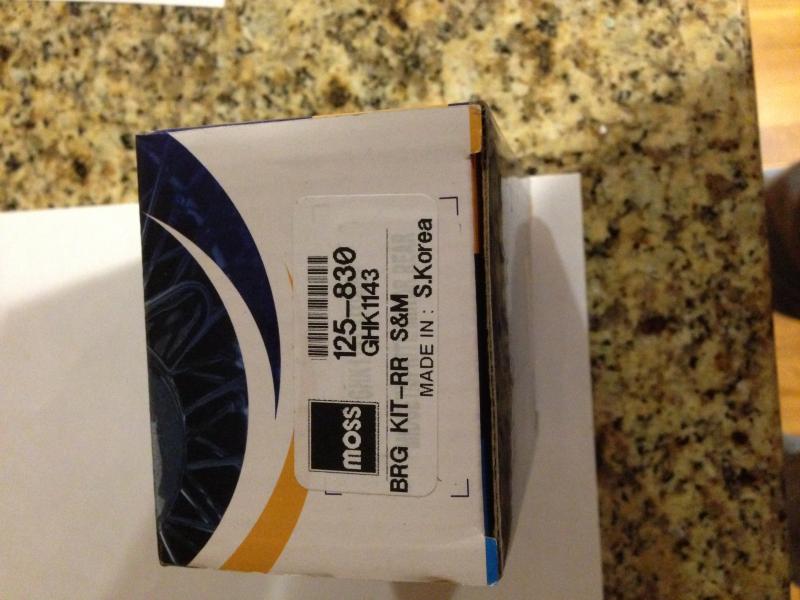 moss
125-830
GHK1143
BRG KIT-RR S&M
MADE IN: S.Korea